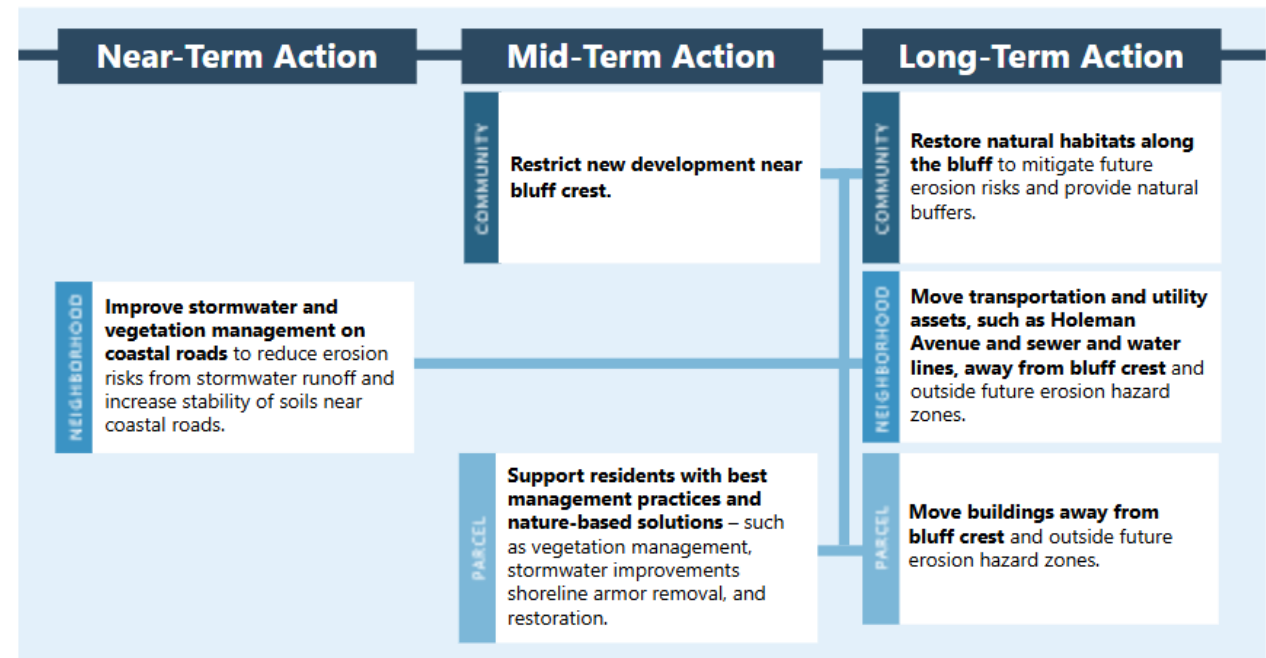 Near-Term Action
Mid-Term Action
Long-Term Action
COMMUNITY
Restrict new development near
bluff crest.
COMMUNITY
Restore natural habitats along
the bluff to mitigate future
erosion risks and provide natural
buffers.
NEIGHBORHOOD
Improve stormwater and
vegetation management on
coastal roads to reduce erosion
risks from stormwater runoff and
increase stability of soils near
coastal roads.
NEIGHBORHOOD
Move transportation and utility
assets, such as Holeman
Avenue and sewer and water
lines, away from bluff crest and
outside future erosion hazard
zones.
PARCEL
Support residents with best
management practices and
nature-based solutions – such
as vegetation management,
stormwater improvements
shoreline armor removal, and
restoration.
PARCEL
Move buildings away from
bluff crest and outside future
erosion hazard zones.